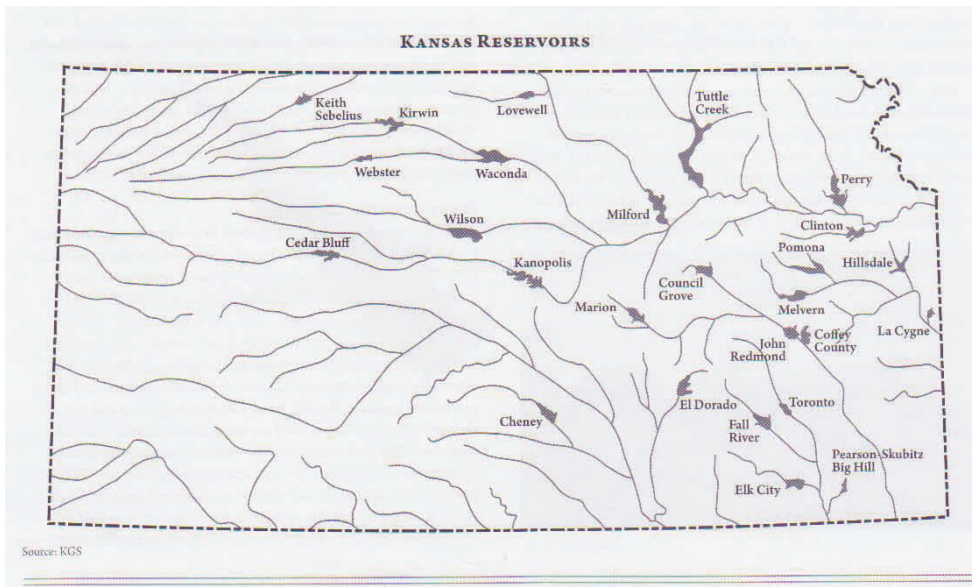 KANSAS RESERVOIRS
Keith
Sebelius
Kirwin
Lovewell
Tuttle
Creek
Webster
Waconda
Perry
Milford
Wilson
Clinton
Cedar Bluff
Pomona
Hillsdale
Kanopolis
Council
Grove
Marion
Melvern
La Cygne
John
Redmond
Coffey
County
El Dorado
Toronto
Cheney
Fall
River
Pearson-Skubitz
Big Hill
Elk City
Source: KGS